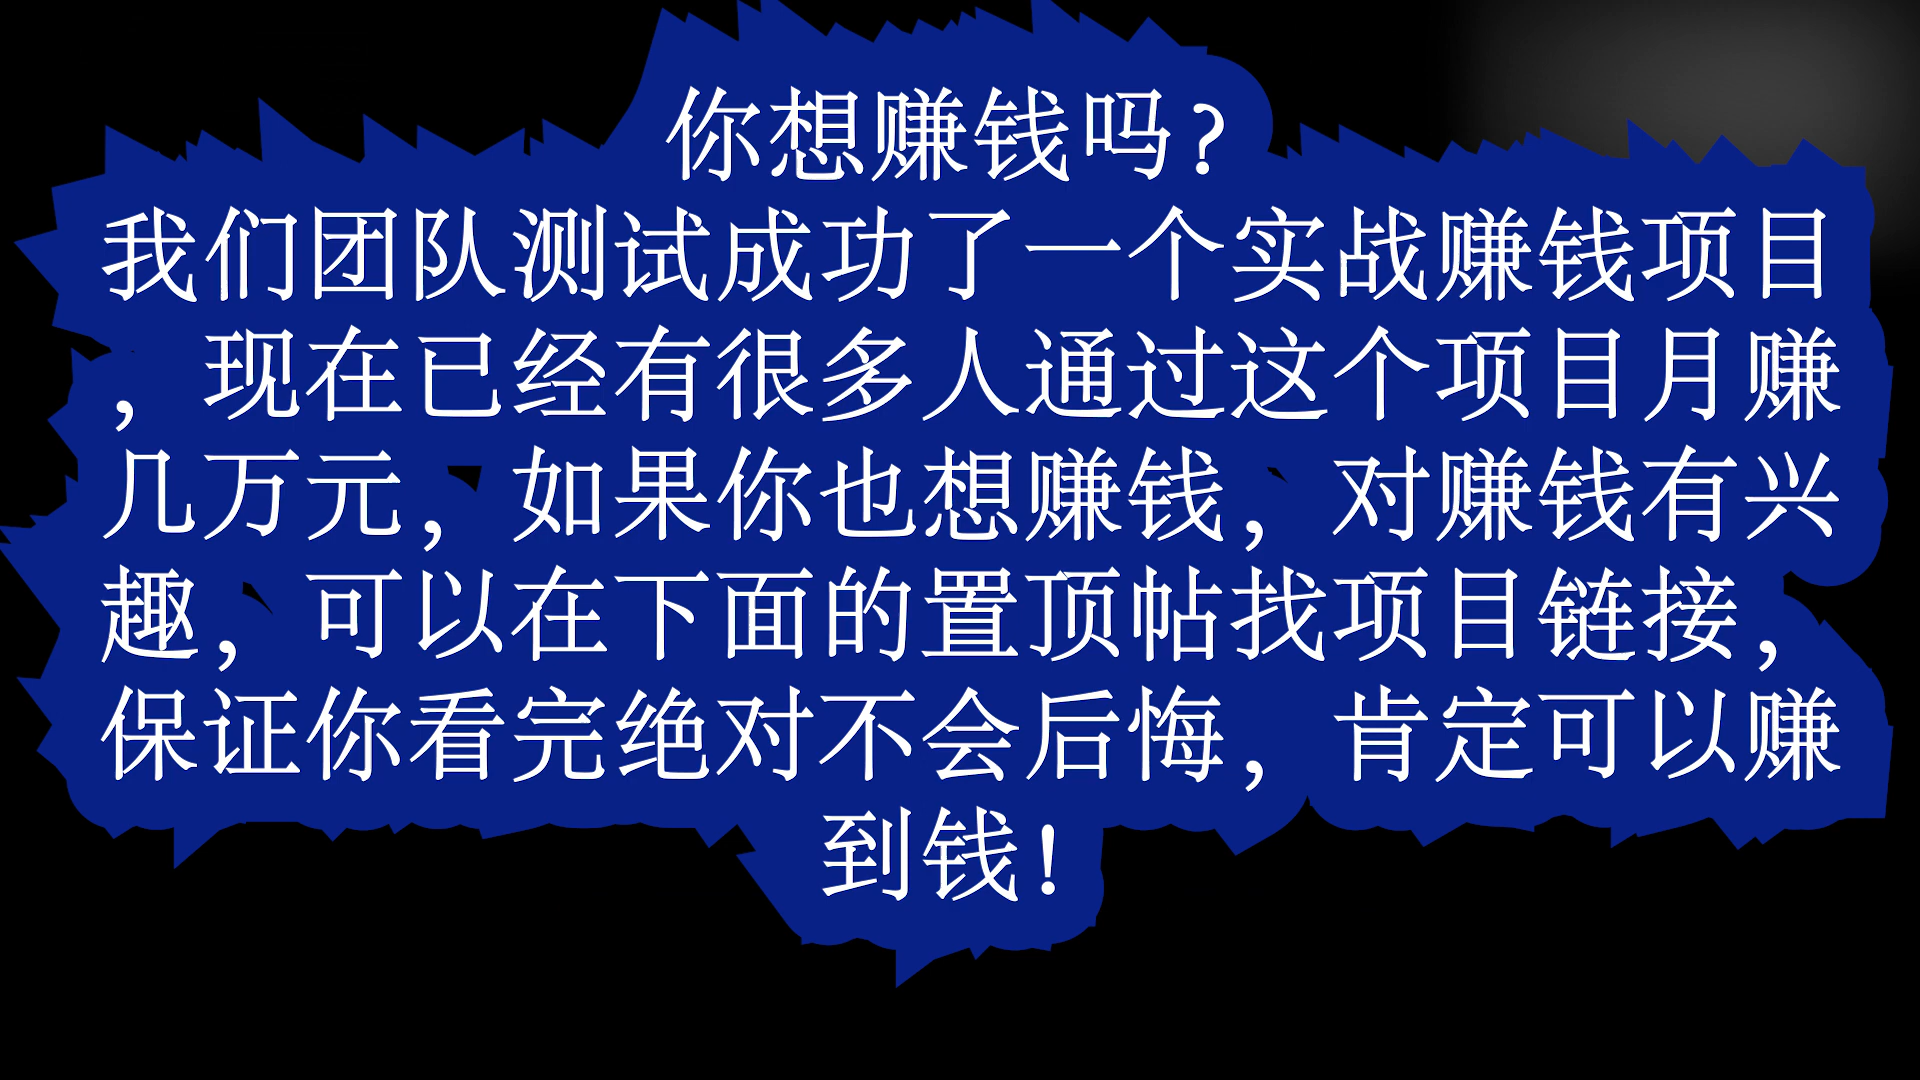 你想赚钱吗？
我们团队测试成功了一个实战赚钱项目
，现在已经有很多人通过这个项目月赚
几万元，如果你也想赚钱，对赚钱有兴
趣，可以在下面的置顶帖找项目链接，
保证你看完绝对不会后悔，肯定可以赚
到钱！